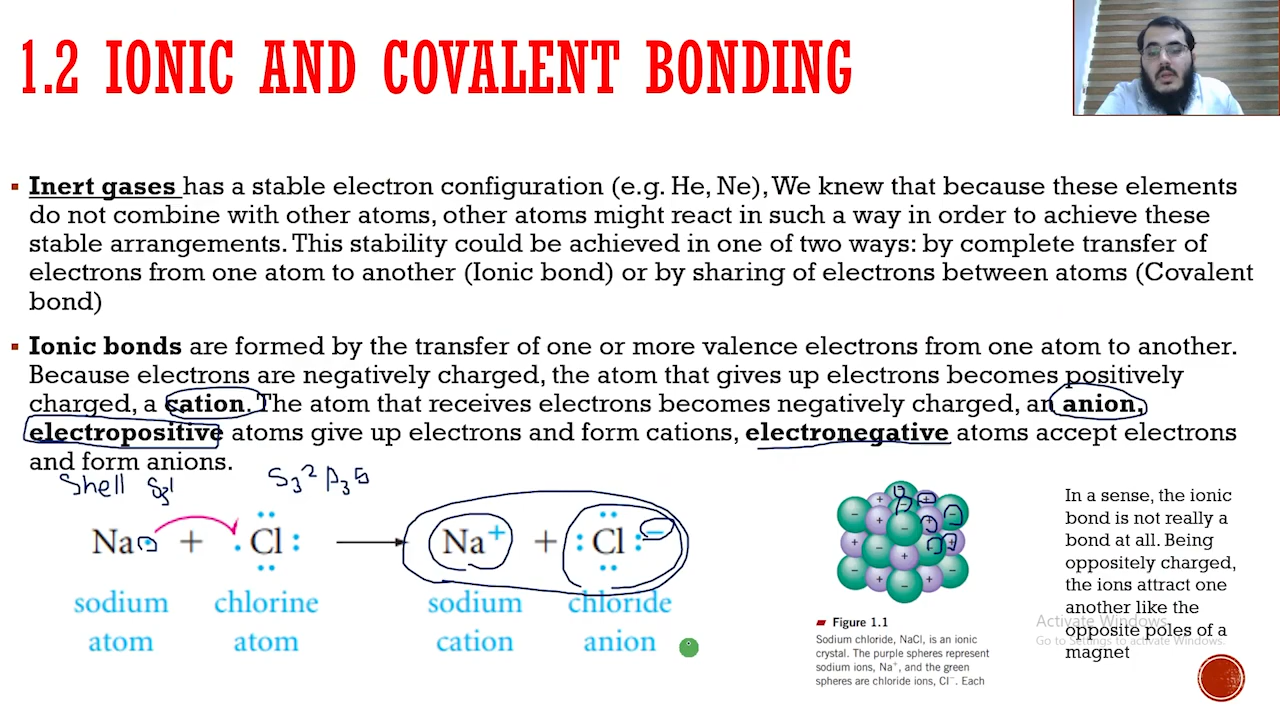 1.2 IONIC AND COVALENT BONDING
▪ Inert gases has a stable electron configuration (e.g. He, Ne), We knew that because these elements
do not combine with other atoms, other atoms might react in such a way in order to achieve these
stable arrangements. This stability could be achieved in one of two ways: by complete transfer of
electrons from one atom to another (Ionic bond) or by sharing of electrons between atoms (Covalent
bond)
▪ Ionic bonds are formed by the transfer of one or more valence electrons from one atom to another.
Because electrons are negatively charged, the atom that gives up electrons becomes positively
charged, a cation. The atom that receives electrons becomes negatively charged, an anion,
electropositive atoms give up electrons and form cations, electronegative atoms accept electrons
and form anions.
Shell
S₃² P₃⁵
Na· + ·Cl: → Na⁺ + :Cl:⁻
sodium chlorine sodium chloride
atom atom cation anion
Figure 1.1
Sodium chloride, NaCl, is an ionic
crystal. The purple spheres represent
sodium ions, Na⁺, and the green
spheres are chloride ions, Cl⁻. Each
In a sense, the ionic
bond is not really a
bond at all. Being
oppositely charged,
the ions attract one
another like the
opposite poles of a
magnet
Activate Windows
Go to Settings to activate Windows.